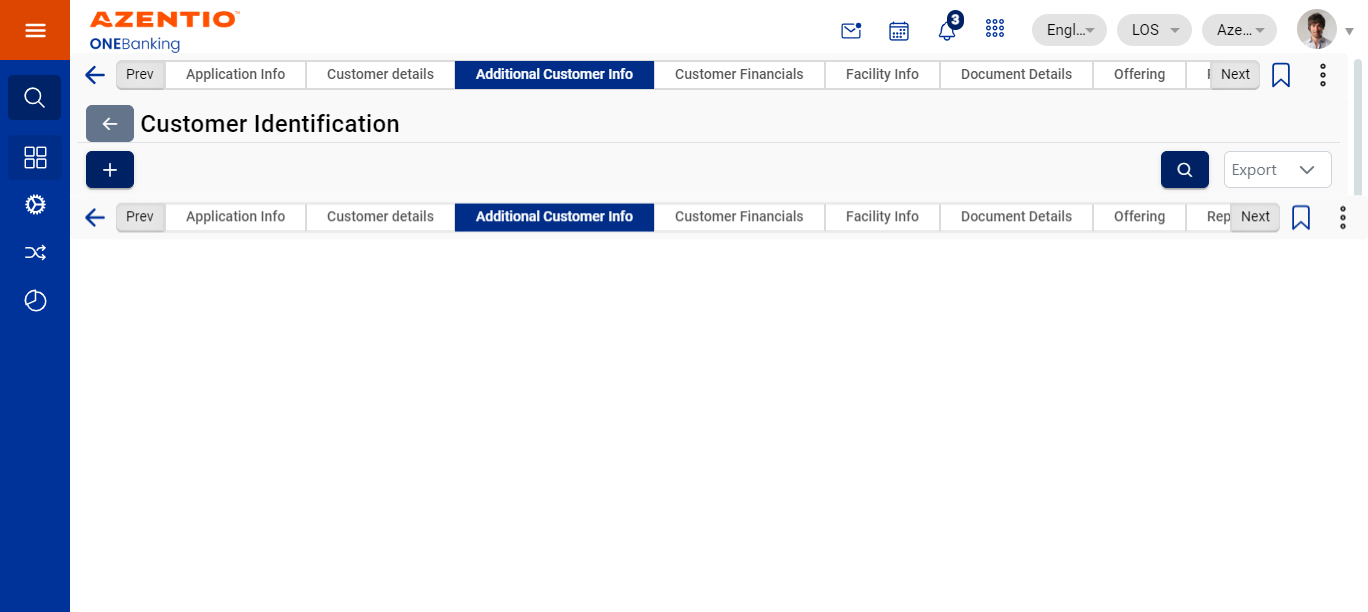 AZENTIO™
ONEBanking
3
Engl...
LOS
Aze...
Prev Application Info Customer details Additional Customer Info Customer Financials Facility Info Document Details Offering Next
Customer Identification
+
Export
Prev Application Info Customer details Additional Customer Info Customer Financials Facility Info Document Details Offering Rep Next